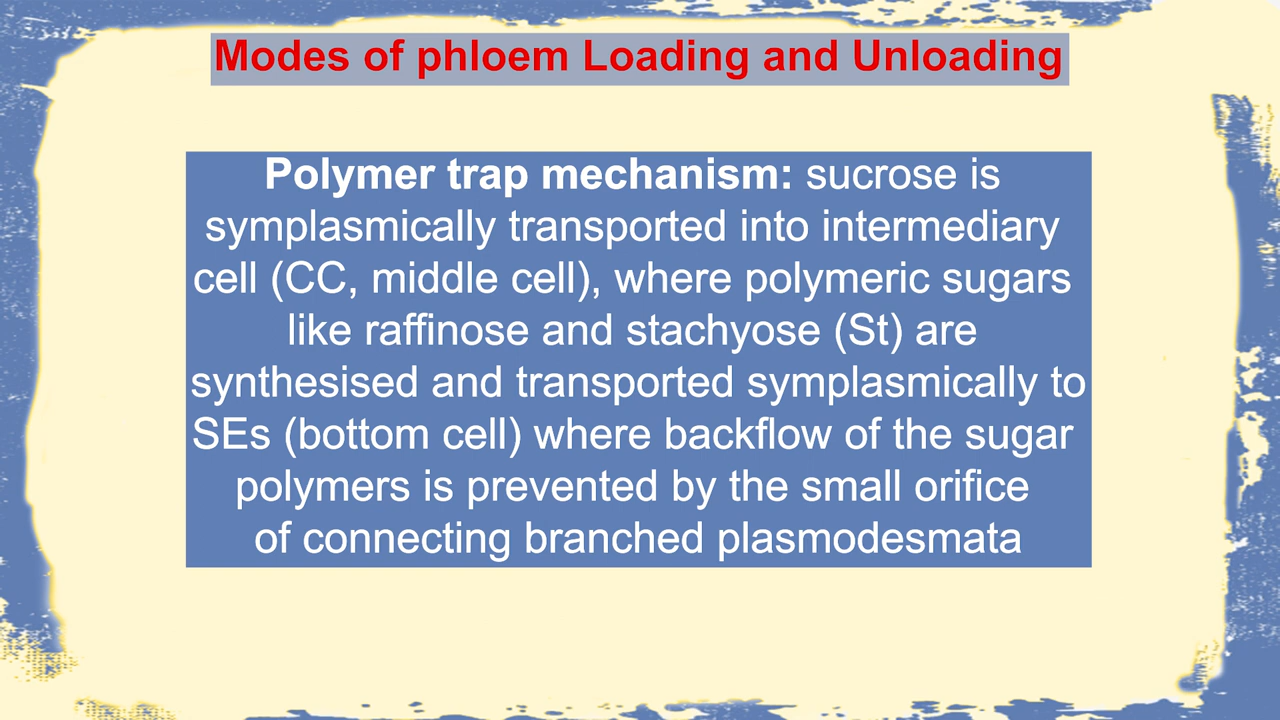 Modes of phloem Loading and Unloading
Polymer trap mechanism: sucrose is
symplasmically transported into intermediary
cell (CC, middle cell), where polymeric sugars
like raffinose and stachyose (St) are
synthesised and transported symplasmically to
SEs (bottom cell) where backflow of the sugar
polymers is prevented by the small orifice
of connecting branched plasmodesmata